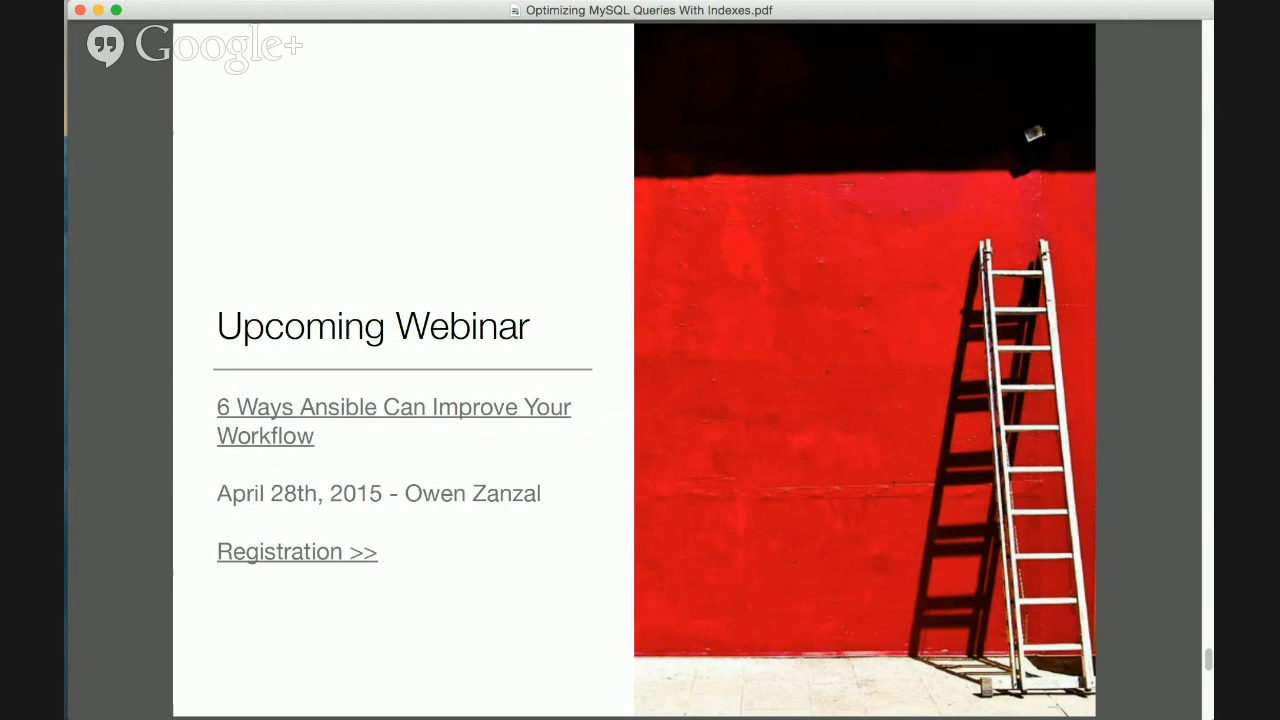 Optimizing MySQL Queries With Indexes.pdf
Google+
Upcoming Webinar
6 Ways Ansible Can Improve Your
Workflow
April 28th, 2015 - Owen Zanzal
Registration >>